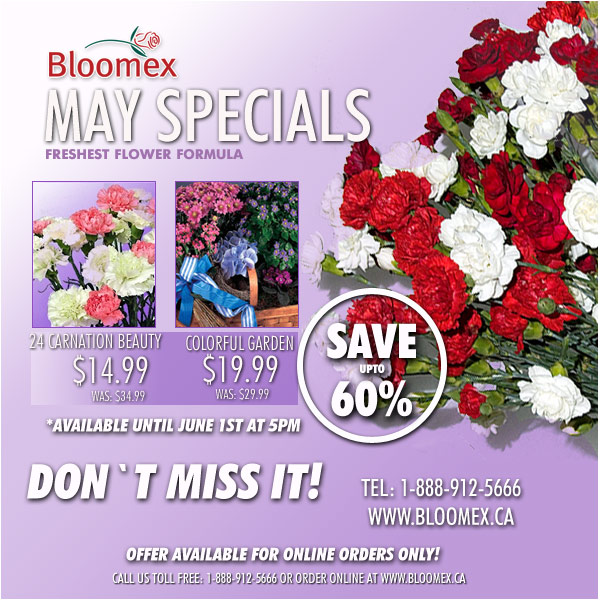 Bloomex
MAY SPECIALS
FRESHEST FLOWER FORMULA
24 CARNATION BEAUTY
$14.99
WAS: $34.99
COLORFUL GARDEN
$19.99
WAS: $29.99
SAVE
UPTO
60%
*AVAILABLE UNTIL JUNE 1ST AT 5PM
DON`T MISS IT!
TEL: 1-888-912-5666
WWW.BLOOMEX.CA
OFFER AVAILABLE FOR ONLINE ORDERS ONLY!
CALL US TOLL FREE: 1-888-912-5666 OR ORDER ONLINE AT WWW.BLOOMEX.CA